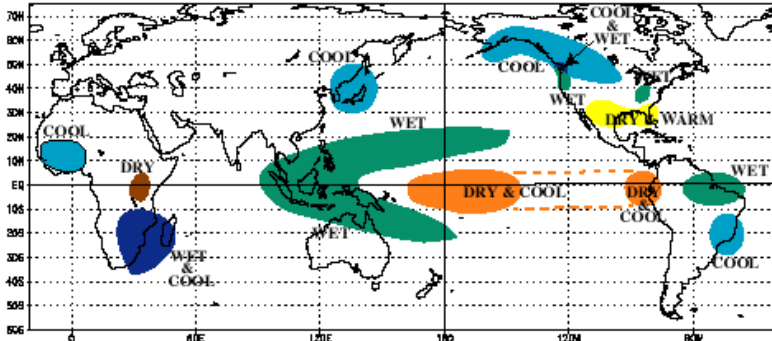 70N
60N
50N
40N
30N
20N
10N
EQ
10S
20S
30S
40S
50S
60S
0
60E
120E
180
120W
60W
COOL
&
WET
COOL
COOL
WET
WET
DRY
WARM
WET
COOL
DRY
DRY & COOL
DRY
&
COOL
WET
WET
WET
&
COOL
COOL